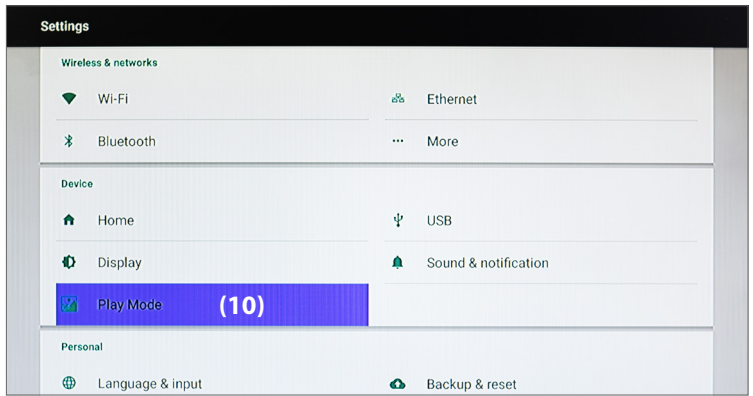 Settings
Wireless & networks
Wi-Fi
Ethernet
Bluetooth
More
Device
Home
USB
Display
Sound & notification
Play Mode (10)
Personal
Language & input
Backup & reset